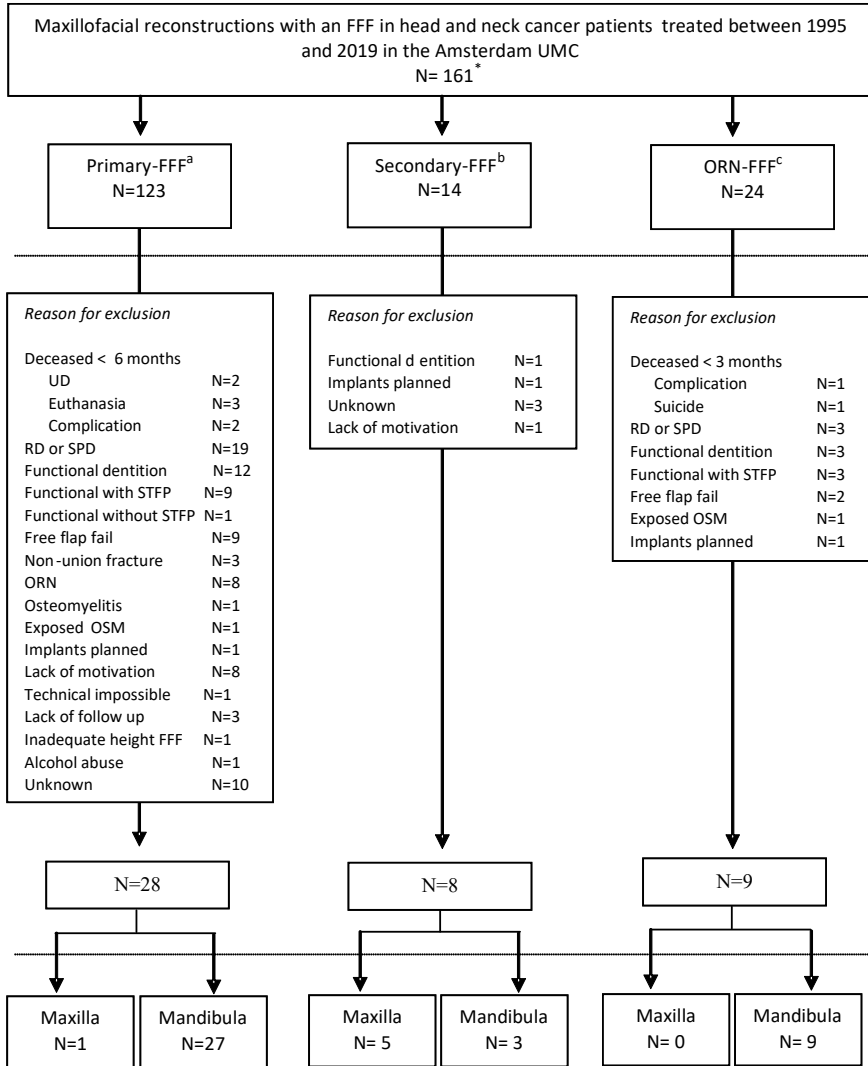 Maxillofacial reconstructions with an FFF in head and neck cancer patients treated between 1995
and 2019 in the Amsterdam UMC
N= 161*
Primary-FFFa
N=123
Secondary-FFFb
N=14
ORN-FFFc
N=24
Reason for exclusion
Deceased < 6 months
UD N=2
Euthanasia N=3
Complication N=2
RD or SPD N=19
Functional dentition N=12
Functional with STFP N=9
Functional without STFP N=1
Free flap fail N=9
Non-union fracture N=3
ORN N=8
Osteomyelitis N=1
Exposed OSM N=1
Implants planned N=1
Lack of motivation N=8
Technical impossible N=1
Lack of follow up N=3
Inadequate height FFF N=1
Alcohol abuse N=1
Unknown N=10
Reason for exclusion
Functional d entition N=1
Implants planned N=1
Unknown N=3
Lack of motivation N=1
Reason for exclusion
Deceased < 3 months
Complication N=1
Suicide N=1
RD or SPD N=3
Functional dentition N=3
Functional with STFP N=3
Free flap fail N=2
Exposed OSM N=1
Implants planned N=1
N=28
N=8
N=9
Maxilla
N=1
Mandibula
N=27
Maxilla
N= 5
Mandibula
N= 3
Maxilla
N= 0
Mandibula
N= 9